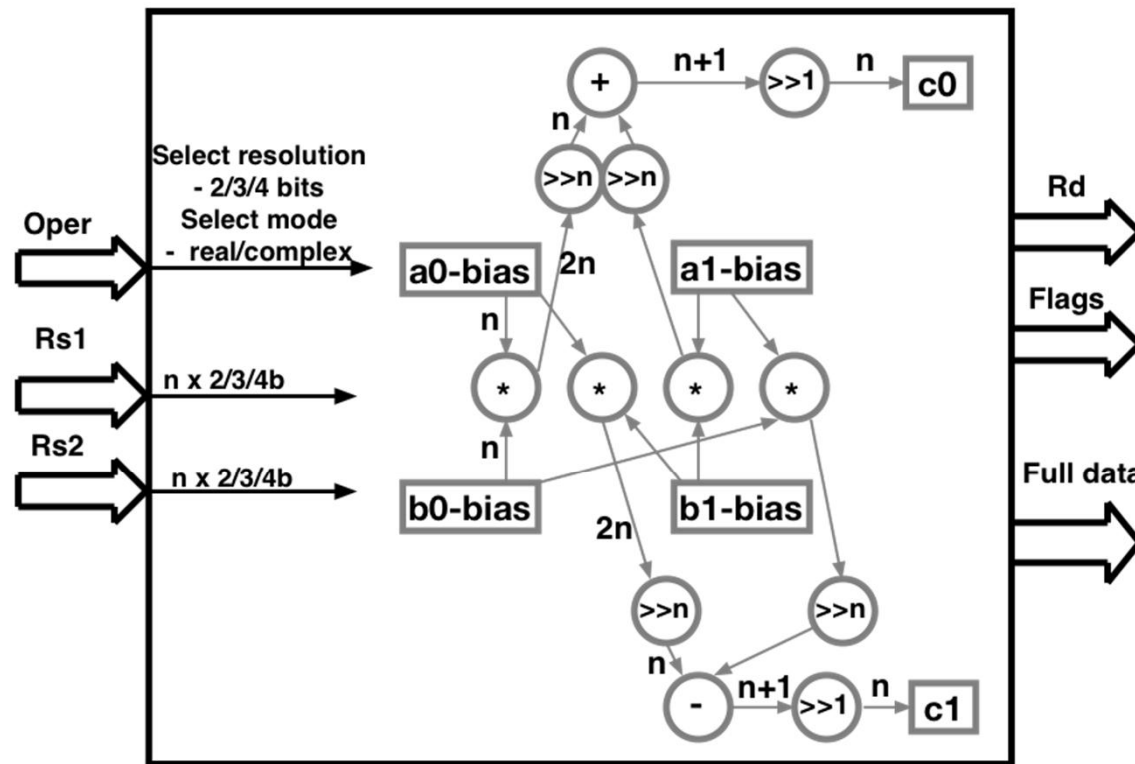 n+1
n
+
>>1
c0
n
Select resolution
- 2/3/4 bits
Select mode
- real/complex
>>n
>>n
Rd
Oper
a0-bias
2n
a1-bias
Flags
n
Rs1
n x 2/3/4b
*
*
*
*
n
Rs2
n x 2/3/4b
b0-bias
b1-bias
Full data
2n
>>n
>>n
n
-
n+1
>>1
n
c1